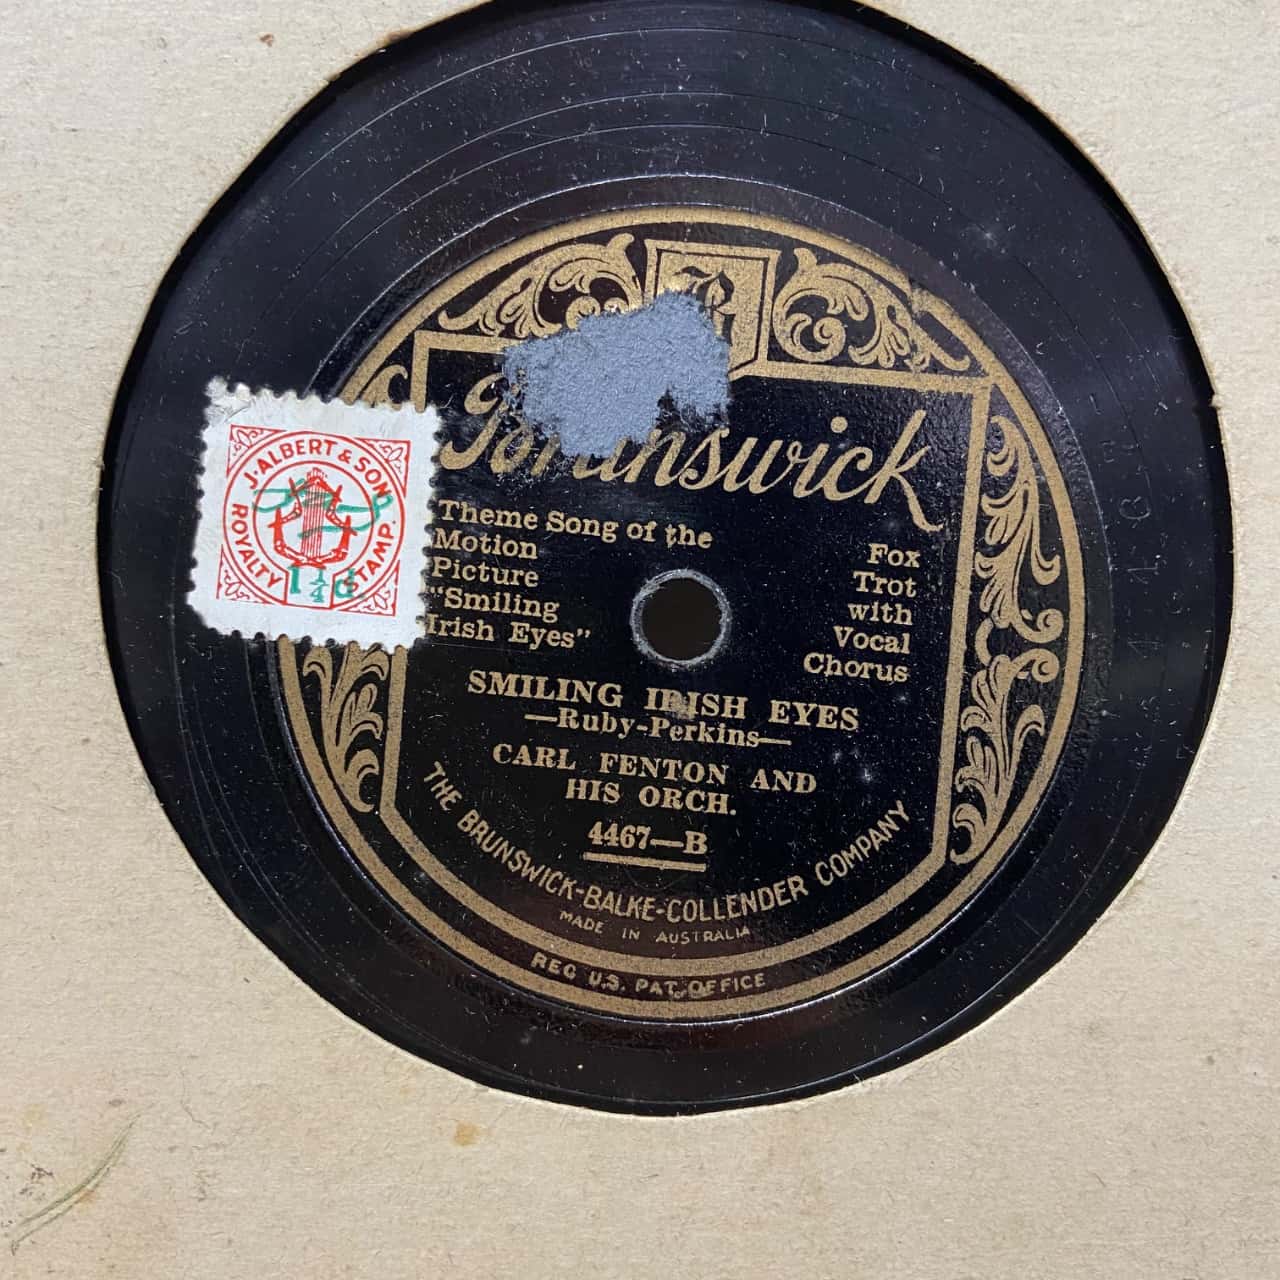 Brunswick
J. ALBERT & SON.
ROYALTY STAMP.
1¼d
Theme Song of the
Motion
Picture
"Smiling
Irish Eyes"
Fox
Trot
with
Vocal
Chorus
SMILING IRISH EYES
—Ruby-Perkins—
CARL FENTON AND
HIS ORCH.
4467—B
THE BRUNSWICK-BALKE-COLLENDER COMPANY
MADE IN AUSTRALIA
REG U.S. PAT. OFFICE